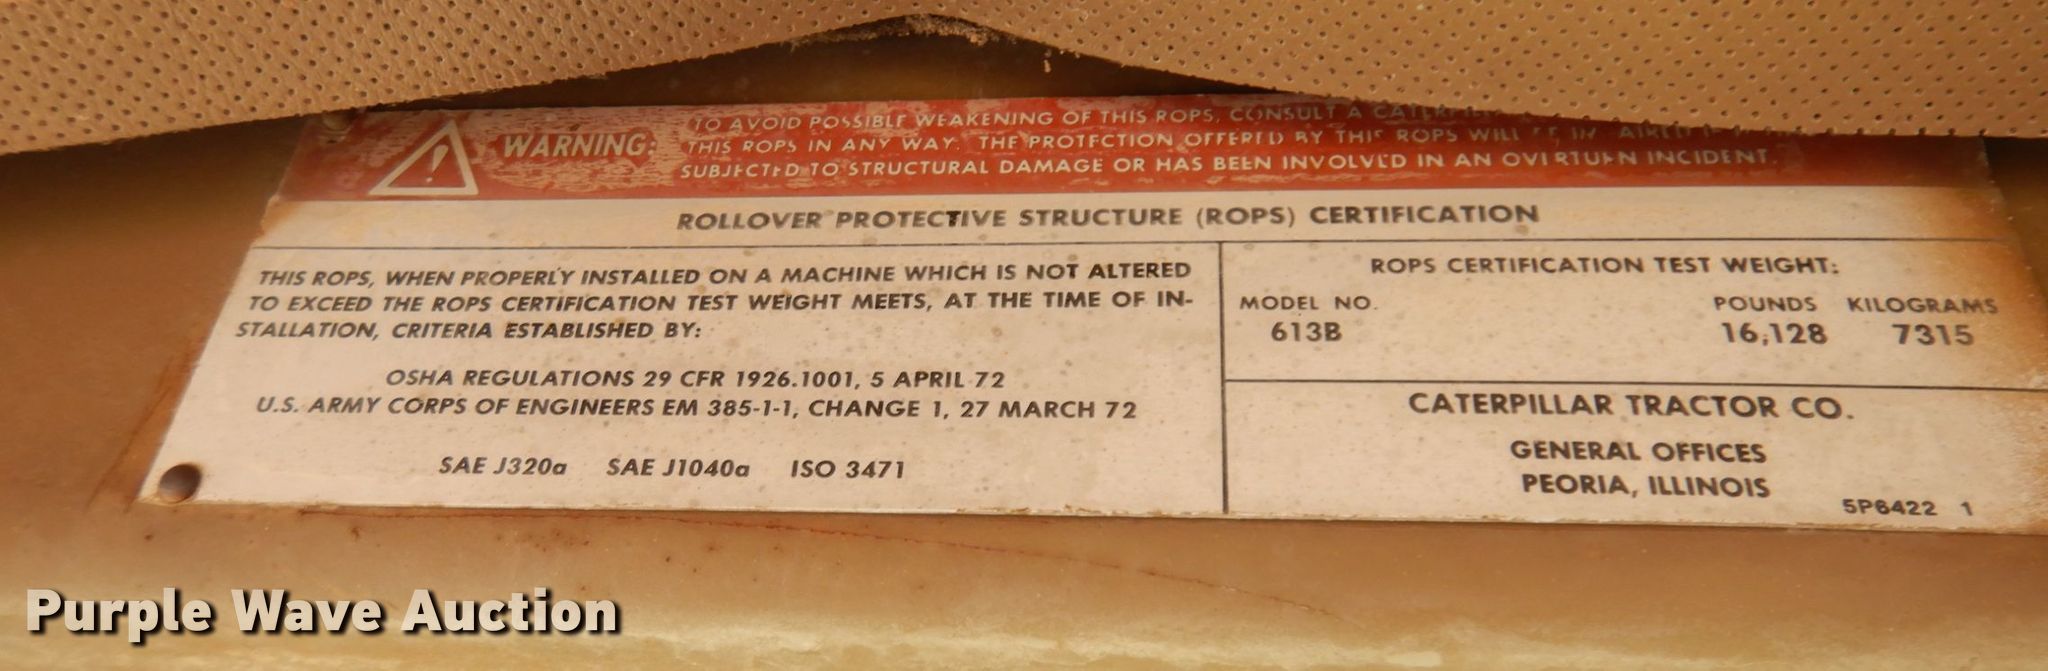 WARNING:
TO AVOID POSSIBLE WEAKENING OF THIS ROPS, CONSULT A
THIS ROPS IN ANY WAY. THE PROTECTION OFFERED BY THIS ROPS WILL BE
SUBJECTED TO STRUCTURAL DAMAGE OR HAS BEEN INVOLVED IN AN OVERTURN INCIDENT.
ROLLOVER PROTECTIVE STRUCTURE (ROPS) CERTIFICATION
THIS ROPS, WHEN PROPERLY INSTALLED ON A MACHINE WHICH IS NOT ALTERED
TO EXCEED THE ROPS CERTIFICATION TEST WEIGHT MEETS, AT THE TIME OF IN-
STALLATION, CRITERIA ESTABLISHED BY:
OSHA REGULATIONS 29 CFR 1926.1001, 5 APRIL 72
U.S. ARMY CORPS OF ENGINEERS EM 385-1-1, CHANGE 1, 27 MARCH 72
SAE J320a SAE J1040a ISO 3471
ROPS CERTIFICATION TEST WEIGHT:
MODEL NO. POUNDS KILOGRAMS
613B 16,128 7315
CATERPILLAR TRACTOR CO.
GENERAL OFFICES
PEORIA, ILLINOIS
5P6422 1
Purple Wave Auction